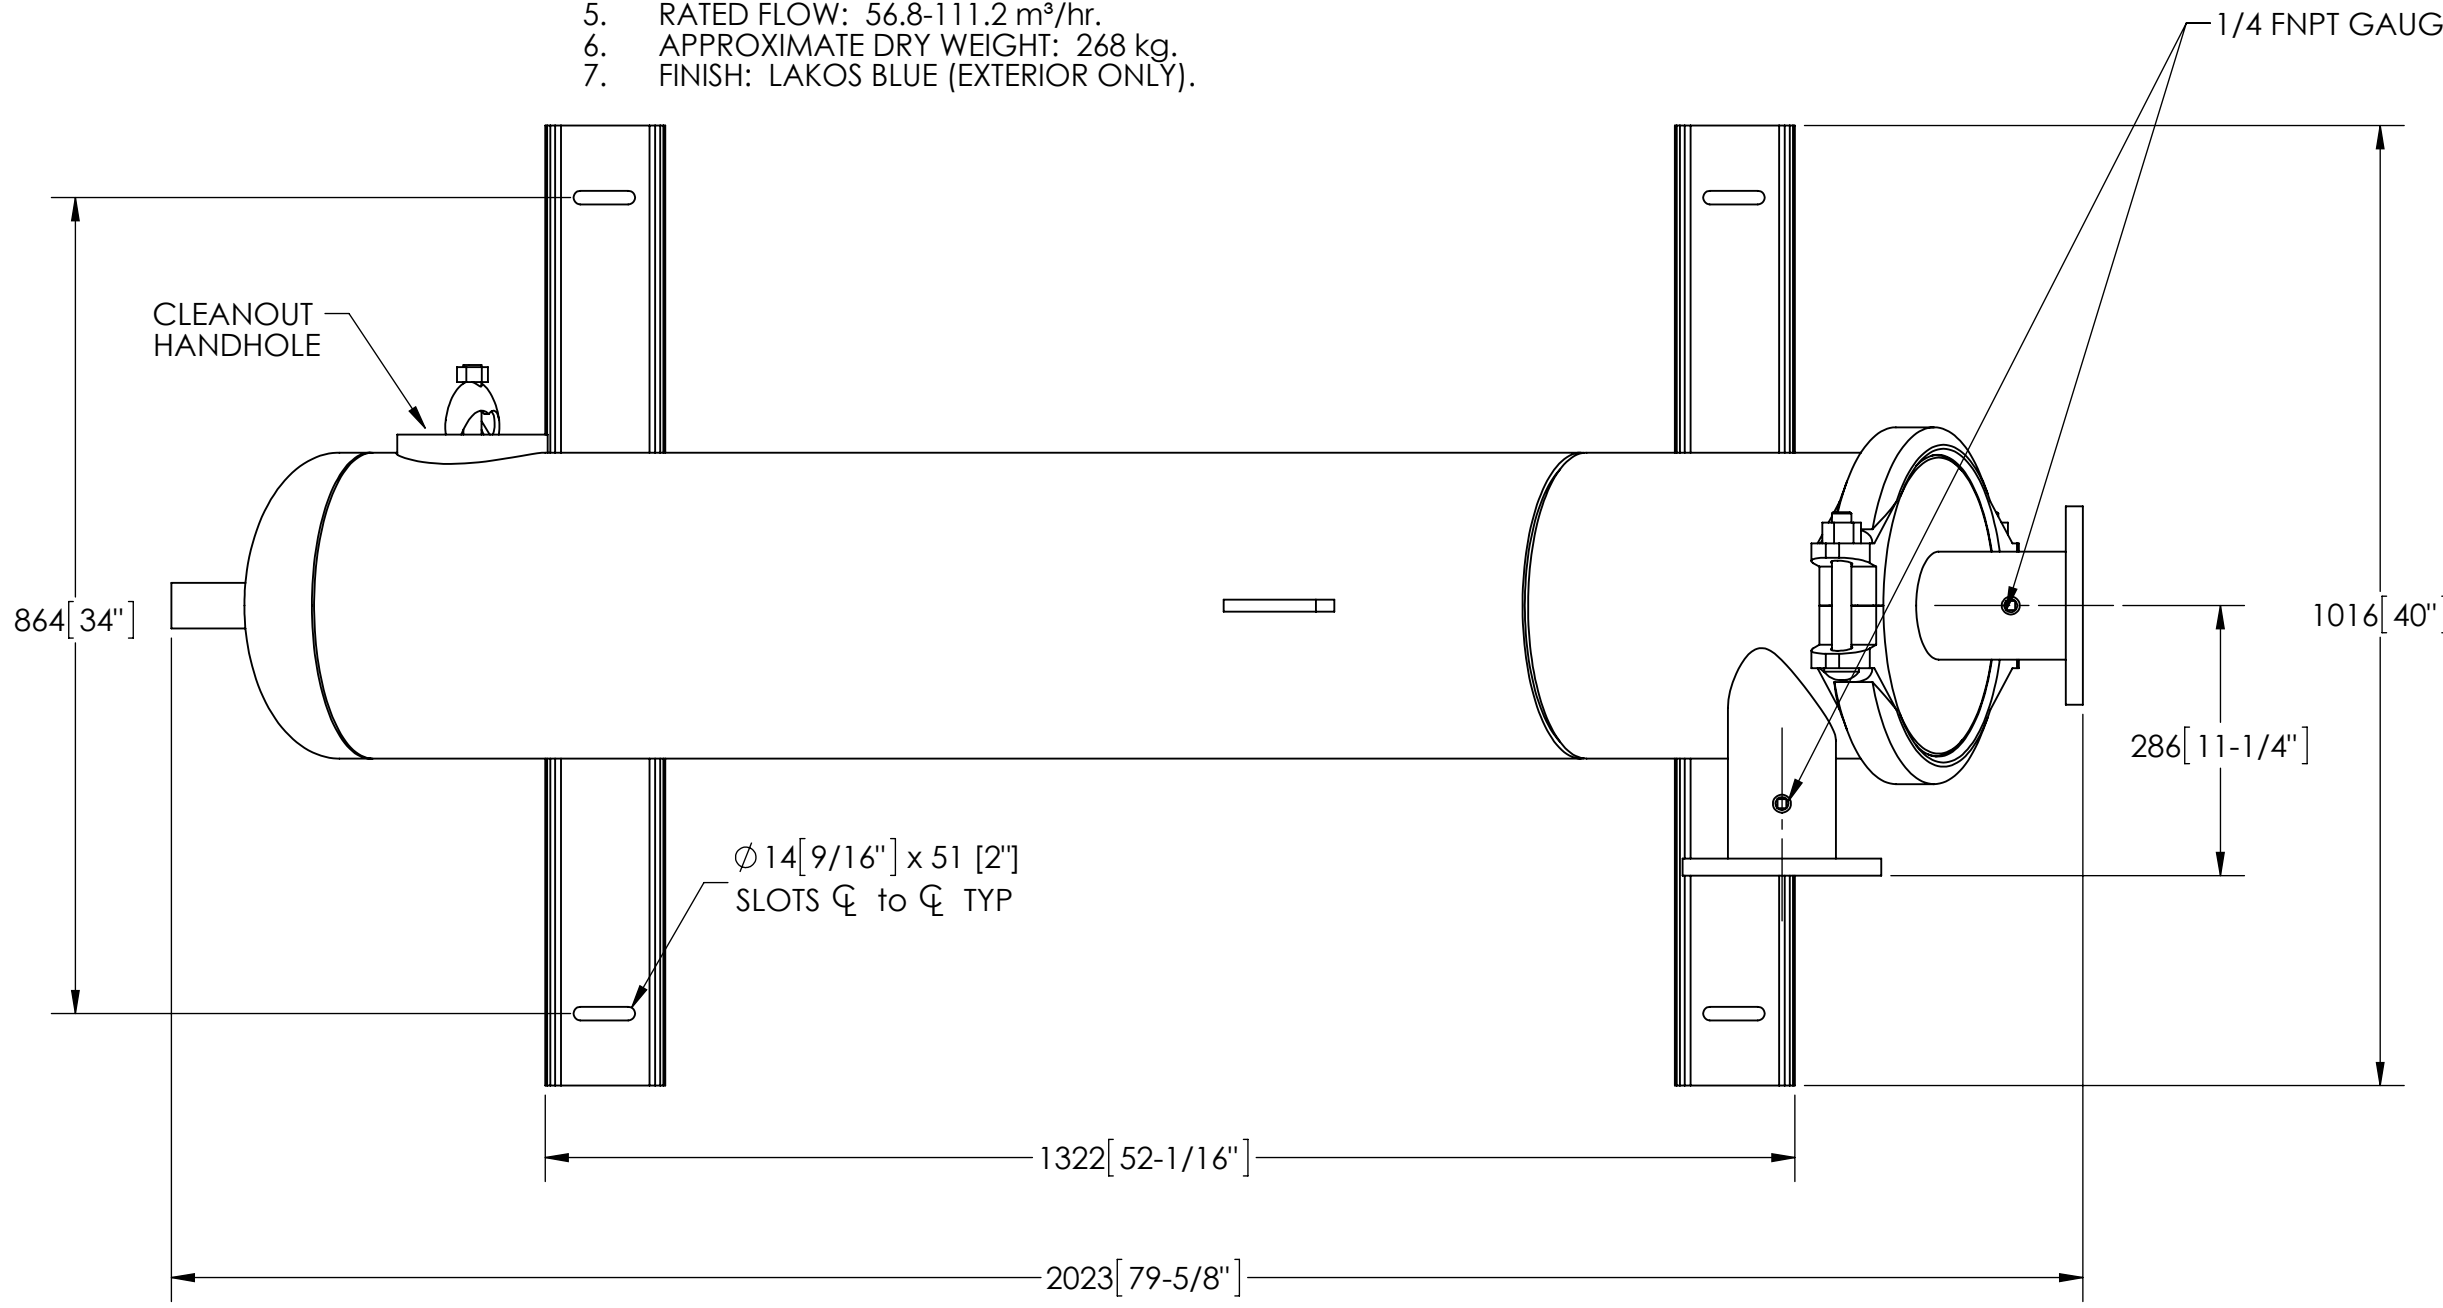 5. RATED FLOW: 56.8-111.2 m³/hr.
6. APPROXIMATE DRY WEIGHT: 268 kg.
7. FINISH: LAKOS BLUE (EXTERIOR ONLY).
1/4 FNPT GAUG
CLEANOUT
HANDHOLE
864[34"]
1016[40"]
286[11-1/4"]
∅14[9/16"] x 51 [2"]
SLOTS ℄ to ℄ TYP
1322[52-1/16"]
2023[79-5/8"]